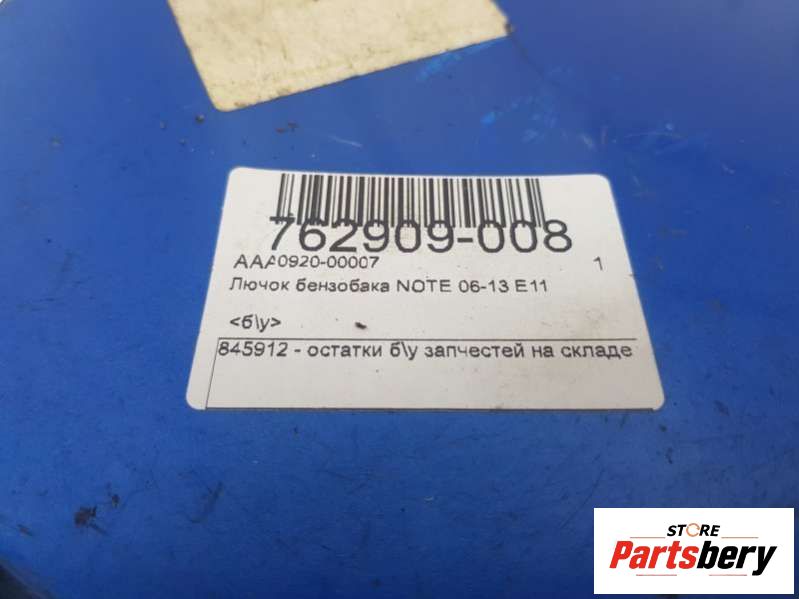 762909-008
AAA0920-00007 1
Лючок бензобака NOTE 06-13 E11
<б\у>
845912 - остатки б\у запчестей на складе
STORE
Partsbery